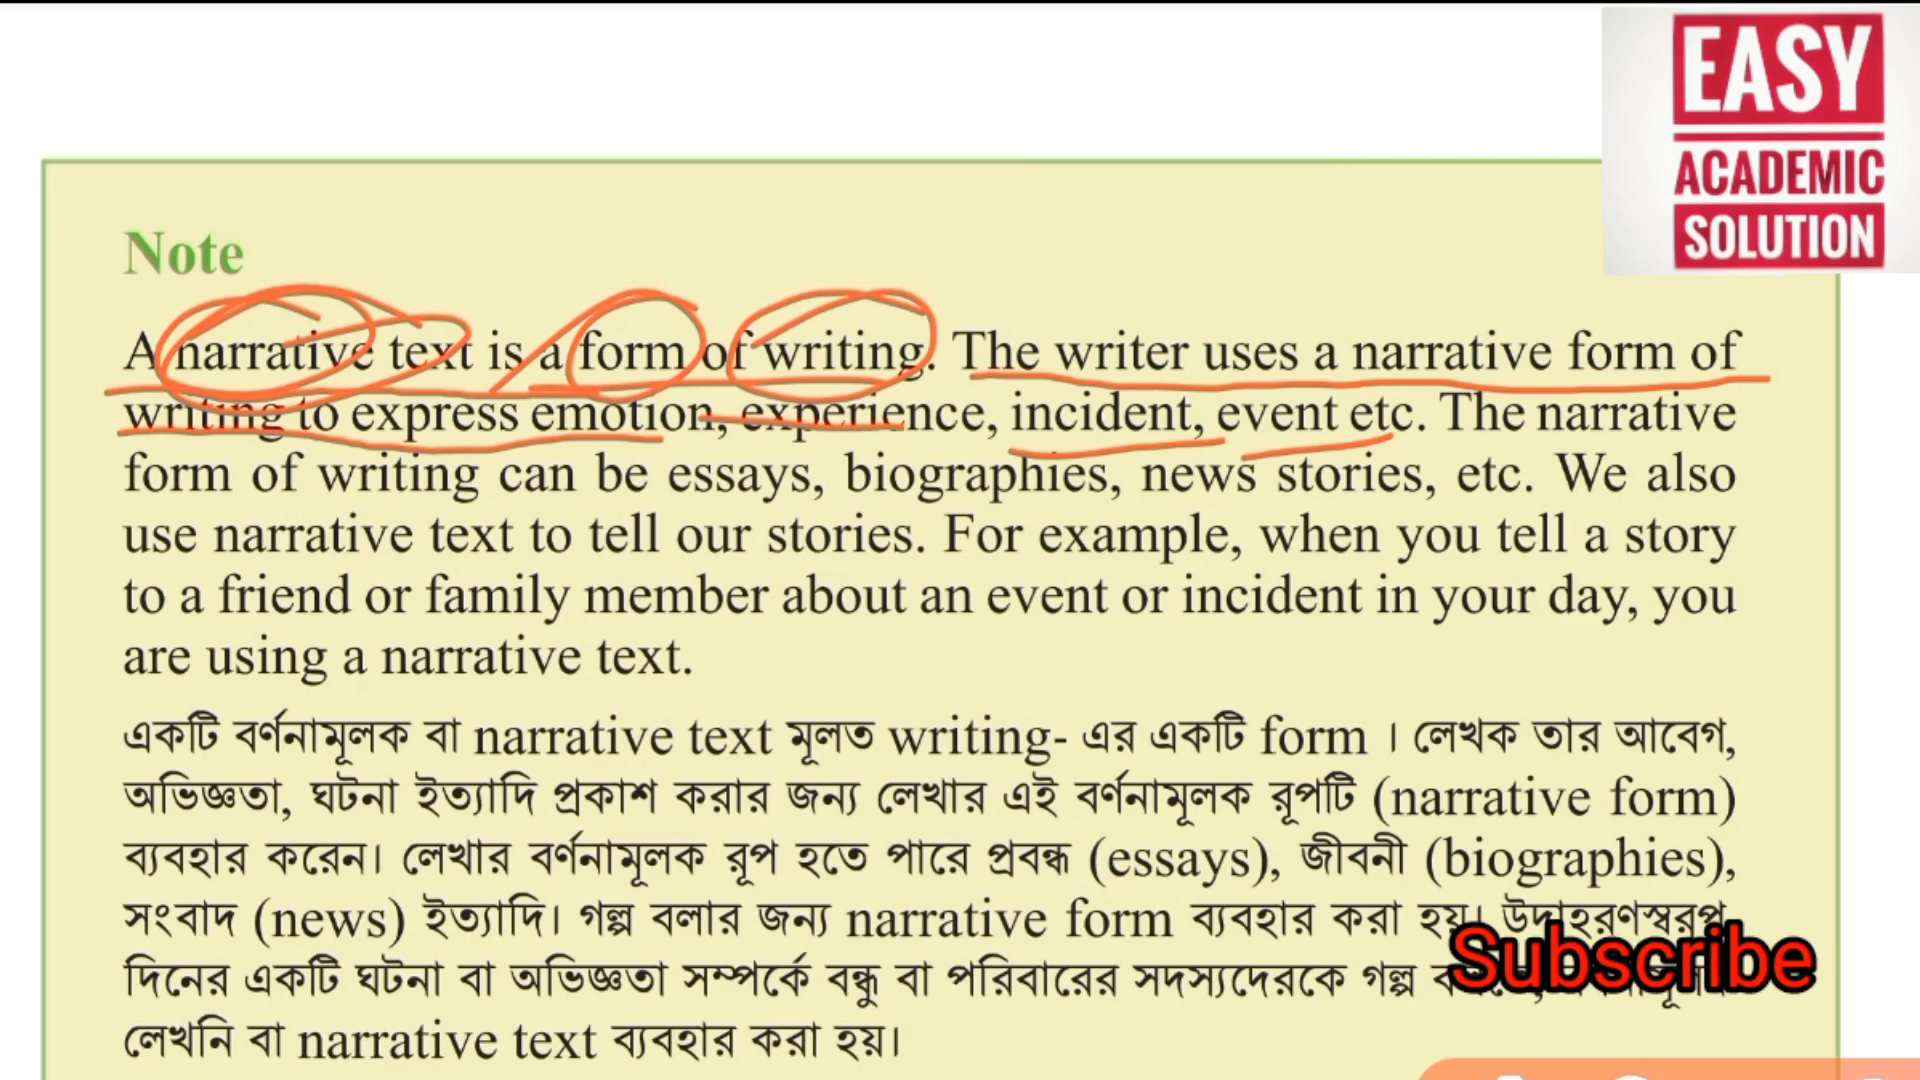 EASY
ACADEMIC
SOLUTION
Note
A narrative text is a form of writing. The writer uses a narrative form of
writing to express emotion, experience, incident, event etc. The narrative
form of writing can be essays, biographies, news stories, etc. We also
use narrative text to tell our stories. For example, when you tell a story
to a friend or family member about an event or incident in your day, you
are using a narrative text.
একটি বর্ণনামূলক বা narrative text মূলত writing- এর একটি form । লেখক তার আবেগ,
অভিজ্ঞতা, ঘটনা ইত্যাদি প্রকাশ করার জন্য লেখার এই বর্ণনামূলক রূপটি (narrative form)
ব্যবহার করেন। লেখার বর্ণনামূলক রূপ হতে পারে প্রবন্ধ (essays), জীবনী (biographies),
সংবাদ (news) ইত্যাদি। গল্প বলার জন্য narrative form ব্যবহার করা হয়। উদাহরণস্বরূপ
দিনের একটি ঘটনা বা অভিজ্ঞতা সম্পর্কে বন্ধু বা পরিবারের সদস্যদেরকে গল্প
Subscribe
লেখনি বা narrative text ব্যবহার করা হয়।